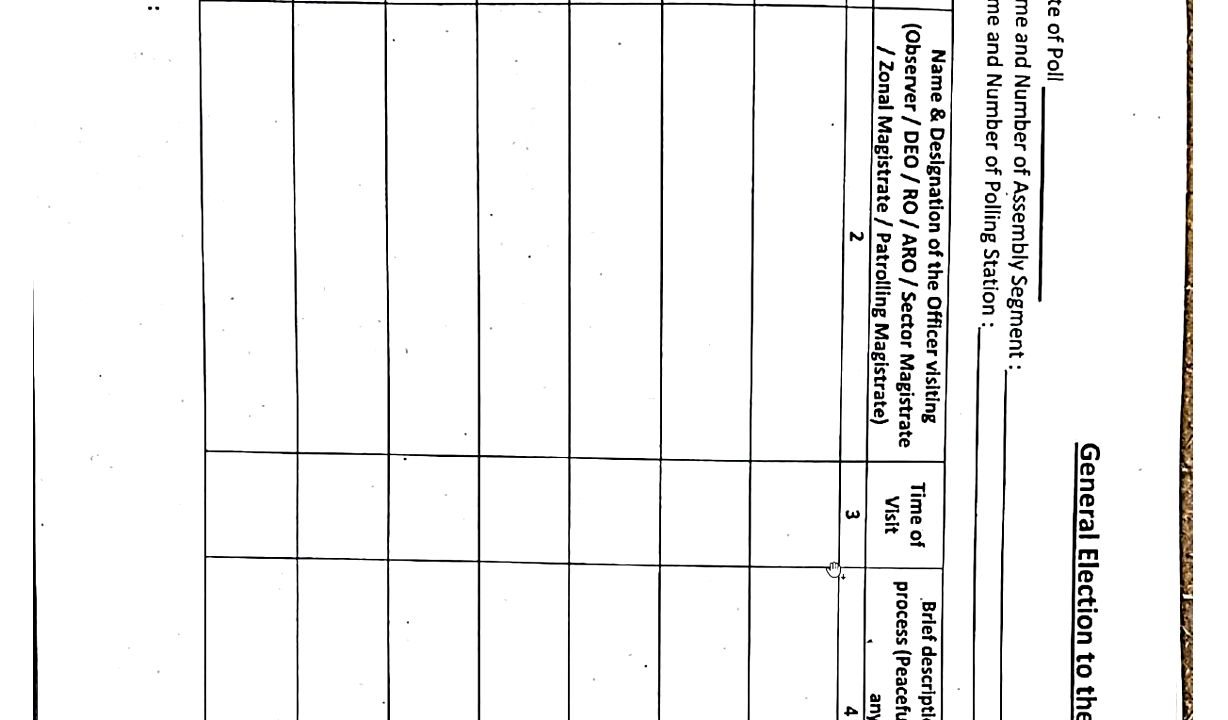 General Election to the
te of Poll
me and Number of Assembly Segment :
me and Number of Polling Station :
Name & Designation of the Officer visiting
(Observer / DEO / RO / ARO / Sector Magistrate
/ Zonal Magistrate / Patrolling Magistrate)
Time of
Visit
Brief descripti
process (Peacefu
any
2
3
4
: